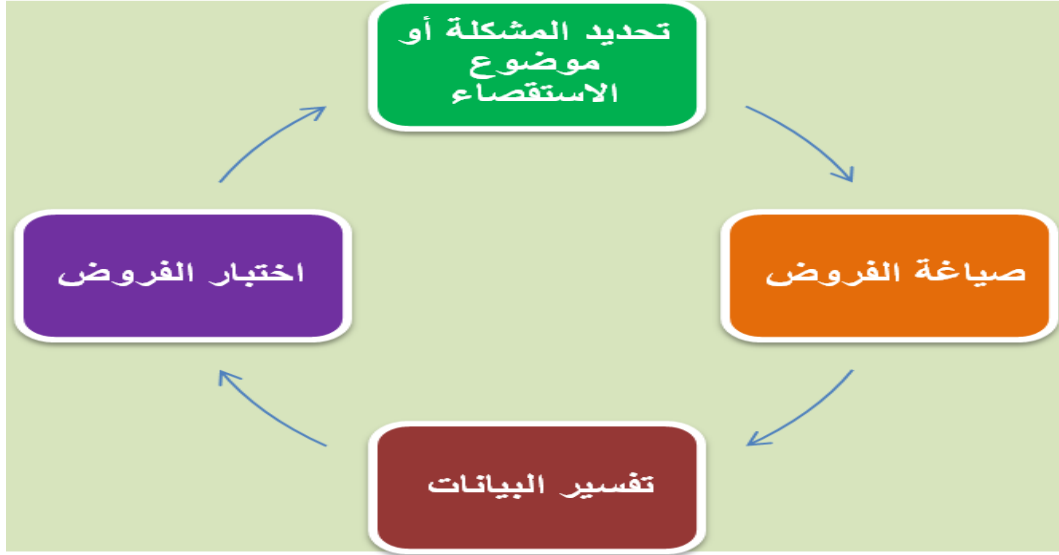 تحديد المشكلة أو
موضوع
الاستقصاء
صياغة الفروض
تفسير البيانات
اختبار الفروض